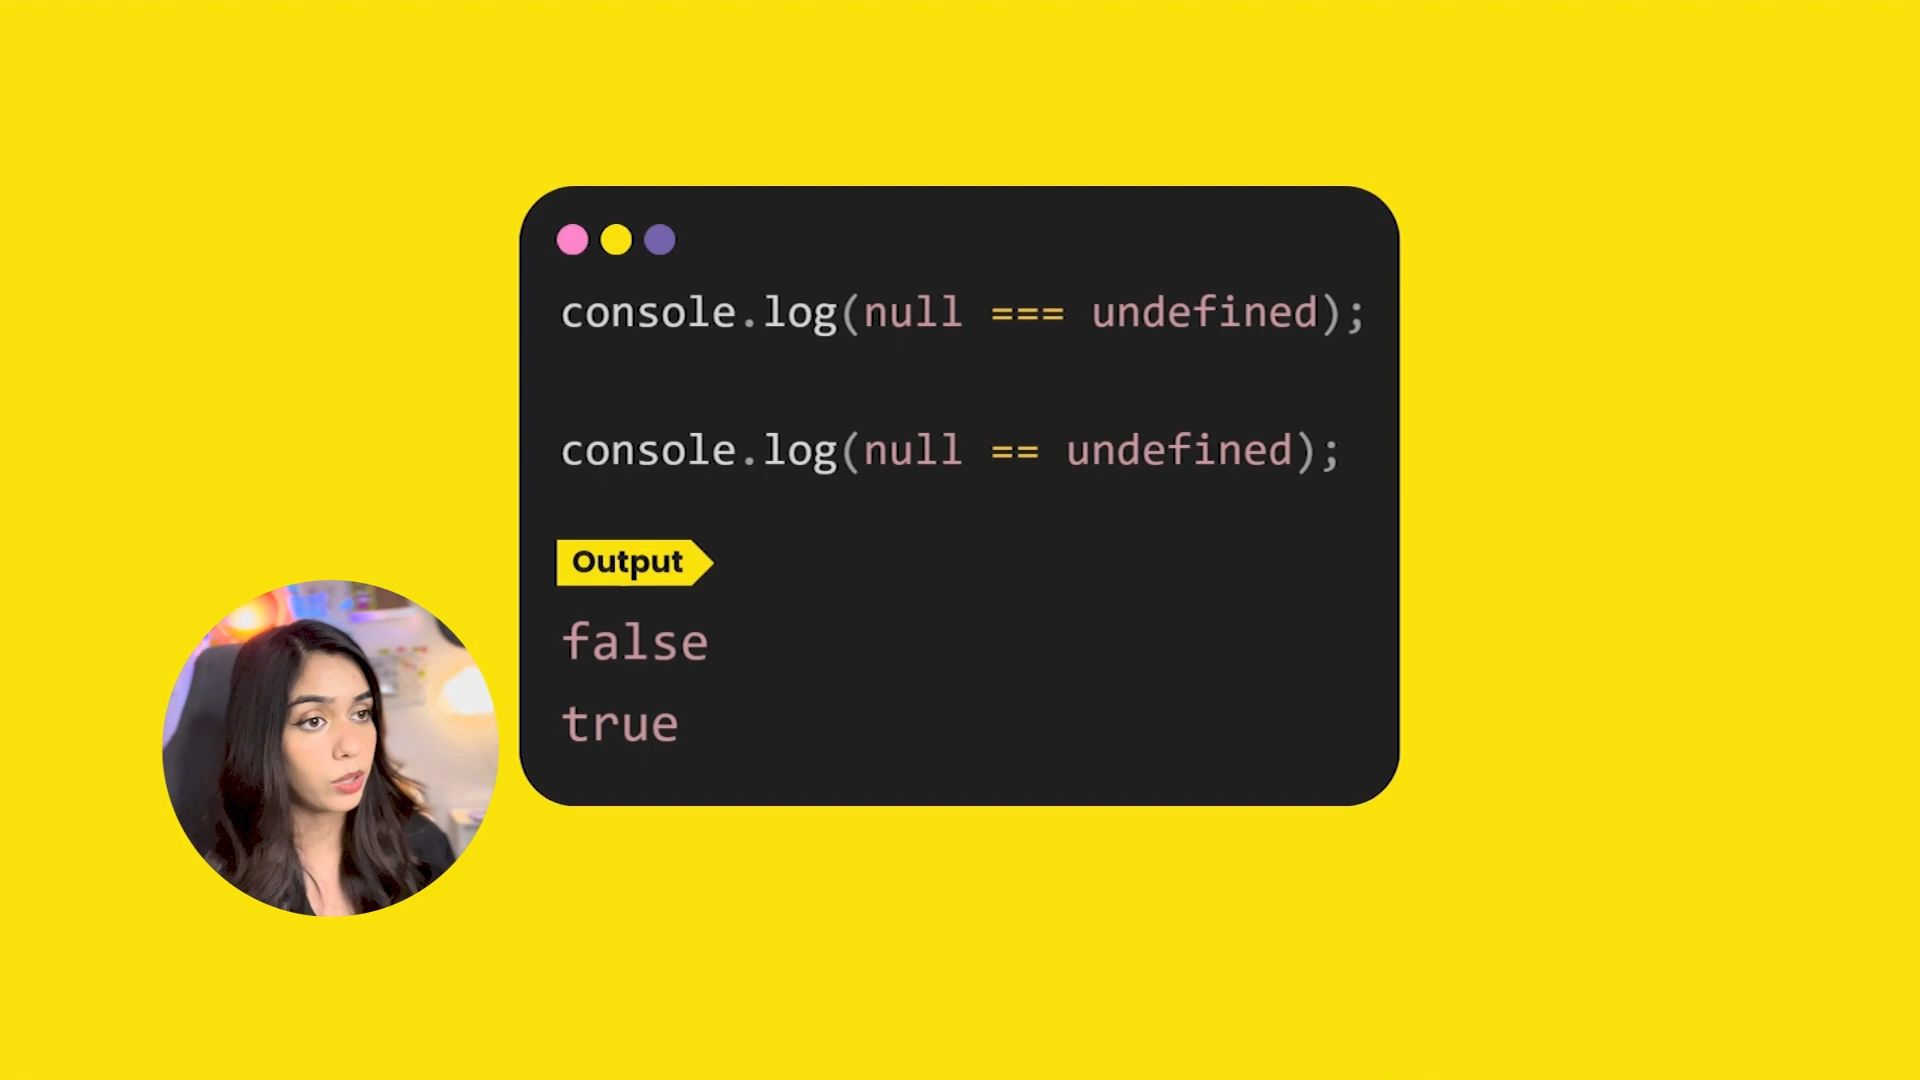 console.log(null === undefined);
console.log(null == undefined);
Output
false
true